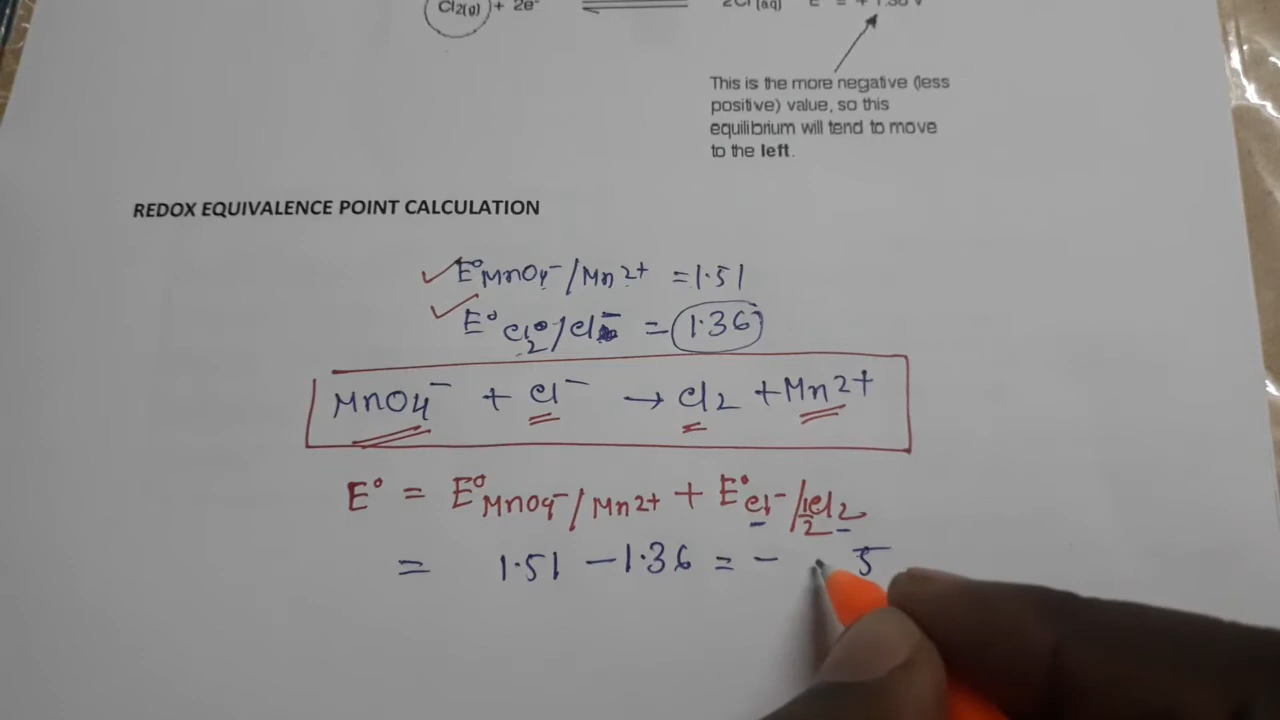 Cl2(g) + 2e-
This is the more negative (less
positive) value, so this
equilibrium will tend to move
to the left.
REDOX EQUIVALENCE POINT CALCULATION
E°MnO4-/Mn2+ = 1.51
E°Cl2/Cl- = 1.36
MnO4- + Cl- → Cl2 + Mn2+
E° = E°MnO4-/Mn2+ + E°Cl-/1/2Cl2
= 1.51 - 1.36 = - 5